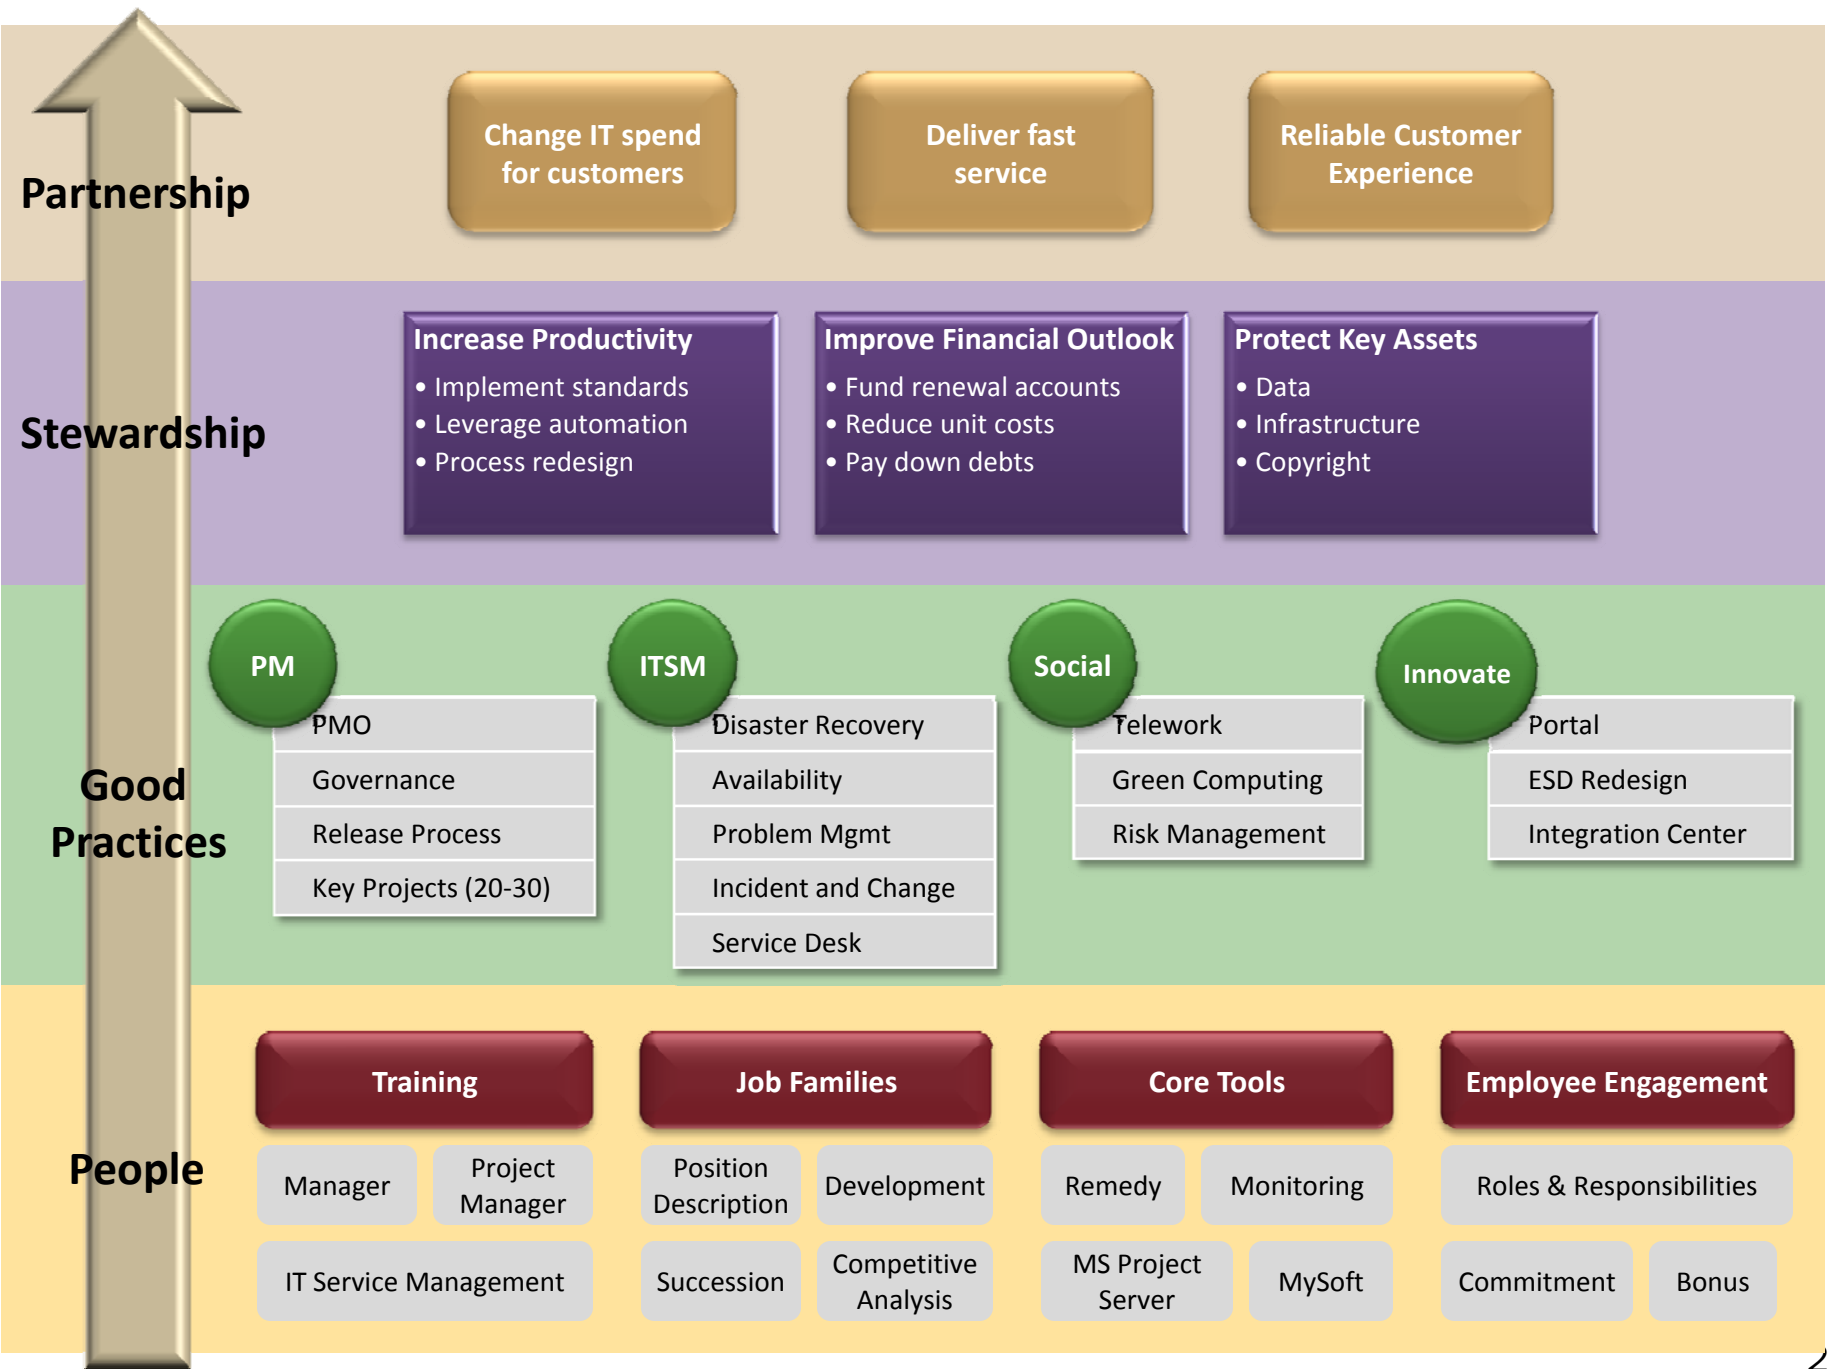 Partnership
Change IT spend
for customers
Deliver fast
service
Reliable Customer
Experience
Stewardship
Increase Productivity
• Implement standards
• Leverage automation
• Process redesign
Improve Financial Outlook
• Fund renewal accounts
• Reduce unit costs
• Pay down debts
Protect Key Assets
• Data
• Infrastructure
• Copyright
Good
Practices
PM
PMO
Governance
Release Process
Key Projects (20-30)
ITSM
Disaster Recovery
Availability
Problem Mgmt
Incident and Change
Service Desk
Social
Telework
Green Computing
Risk Management
Innovate
Portal
ESD Redesign
Integration Center
People
Training
Manager
Project
Manager
IT Service Management
Job Families
Position
Description
Development
Succession
Competitive
Analysis
Core Tools
Remedy
Monitoring
MS Project
Server
MySoft
Employee Engagement
Roles & Responsibilities
Commitment
Bonus